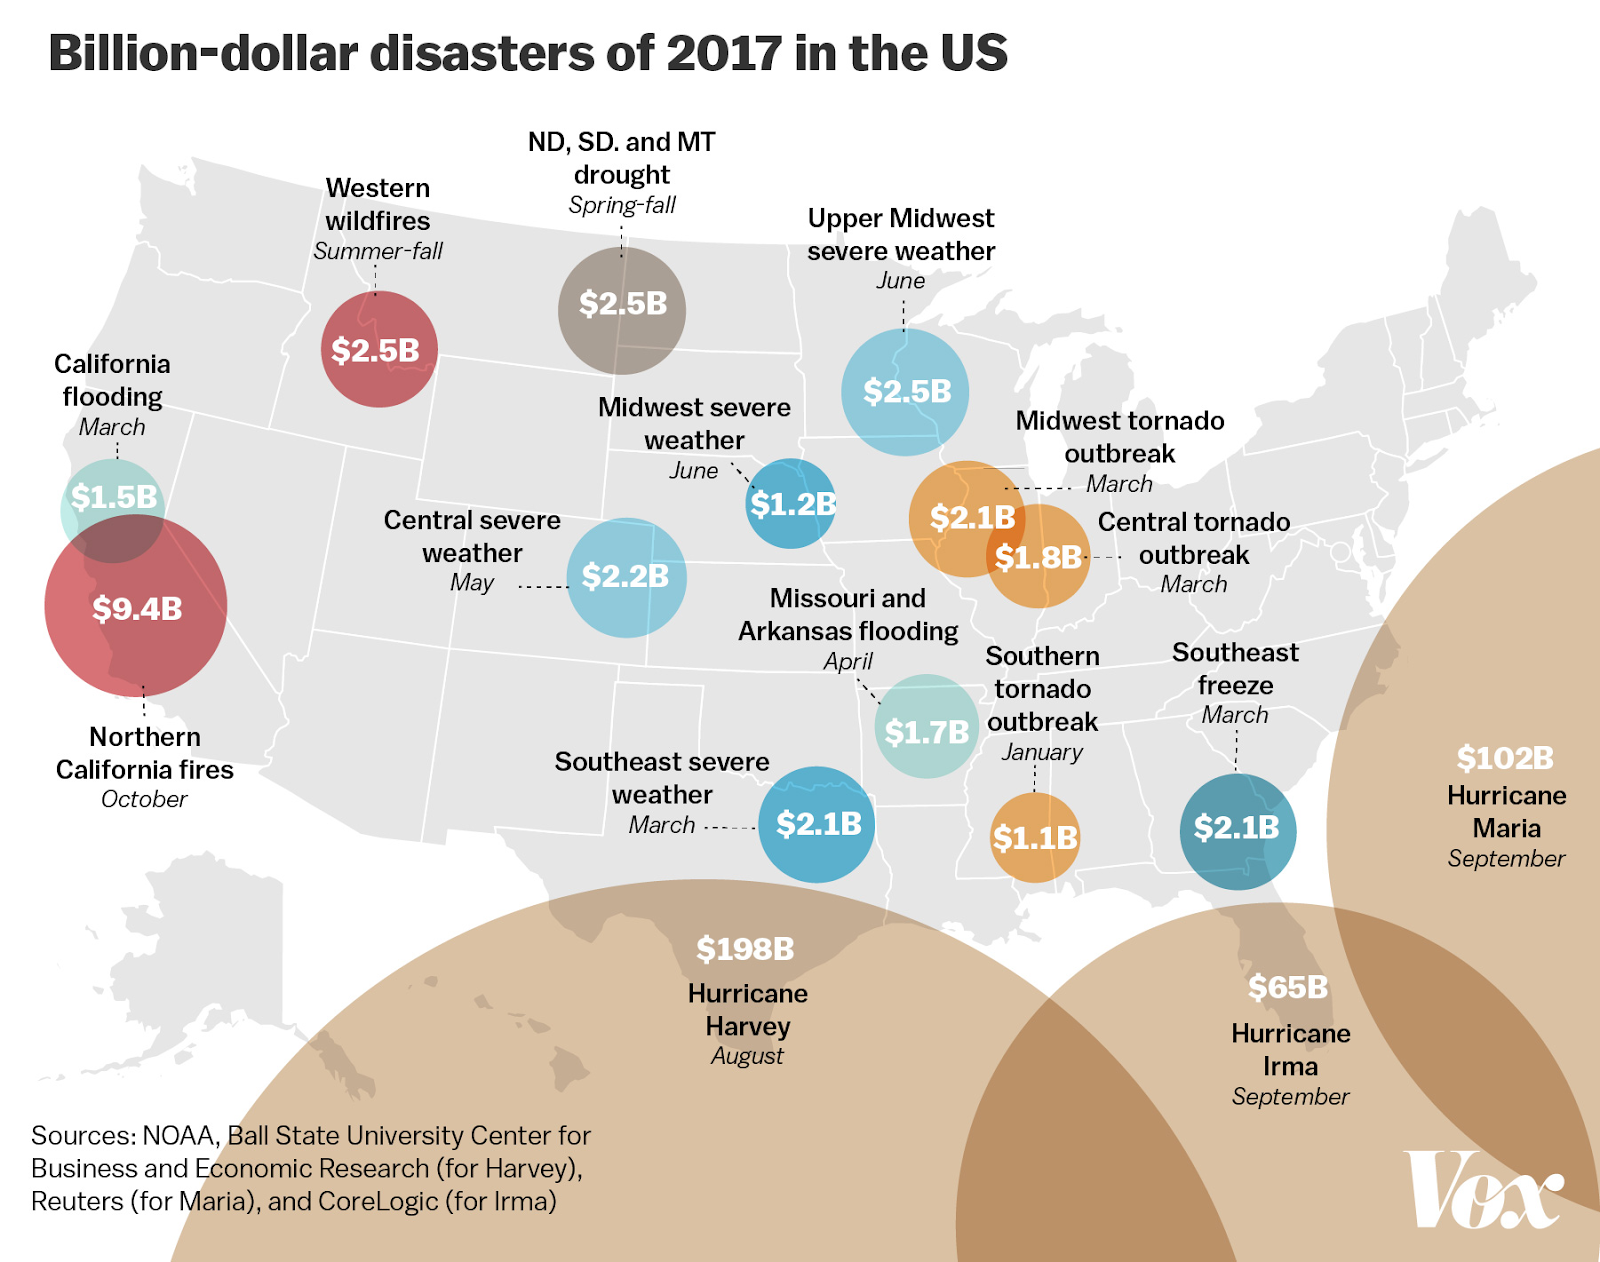 Billion-dollar disasters of 2017 in the US
ND, SD. and MT
drought
Spring-fall
$2.5B
Western
wildfires
Summer-fall
$2.5B
Upper Midwest
severe weather
June
$2.5B
California
flooding
March
$1.5B
Midwest severe
weather
June
$1.2B
Midwest tornado
outbreak
March
$2.1B
Central severe
weather
May
$2.2B
Central tornado
outbreak
March
$1.8B
$9.4B
Northern
California fires
October
Missouri and
Arkansas flooding
April
$1.7B
Southern
tornado
outbreak
January
$1.1B
Southeast
freeze
March
$2.1B
Southeast severe
weather
March
$2.1B
$102B
Hurricane
Maria
September
$198B
Hurricane
Harvey
August
$65B
Hurricane
Irma
September
Sources: NOAA, Ball State University Center for
Business and Economic Research (for Harvey),
Reuters (for Maria), and CoreLogic (for Irma)
Vox